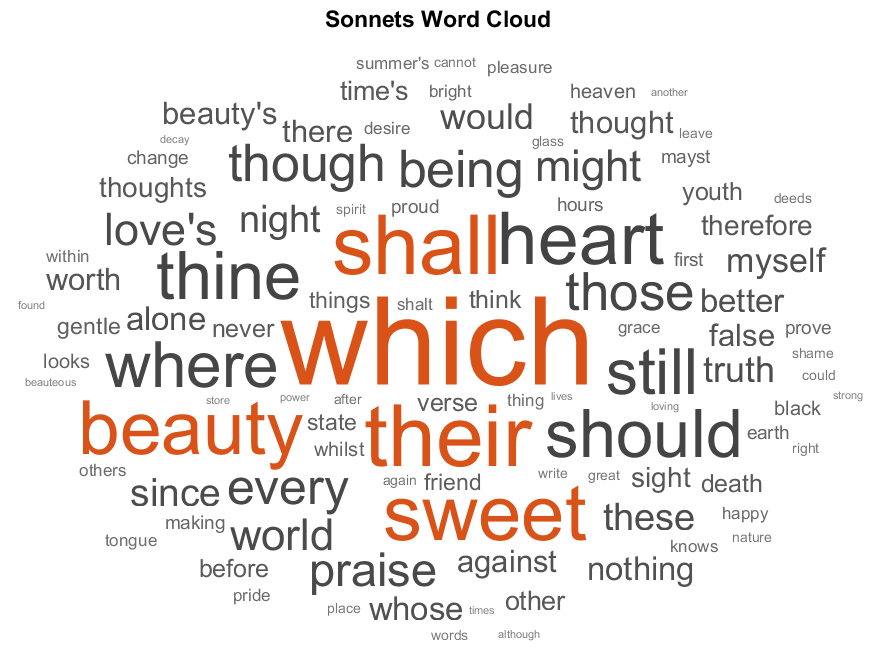 Sonnets Word Cloud
summer's cannot pleasure
time's bright heaven another
beauty's there desire would thought leave
decay change though being glass might mayst
thoughts youth deeds
love's night spirit proud shall heart hours therefore
within worth thine first myself
found things shalt think those better
gentle alone never which grace false prove
looks where still truth shame
beauteous could strong
store power after verse thing lives loving black
beauty state their should earth
others whilst right
since every again friend write great sight death
making sweet these happy
tongue world knows nature
before praise against nothing
pride place whose times other
words although